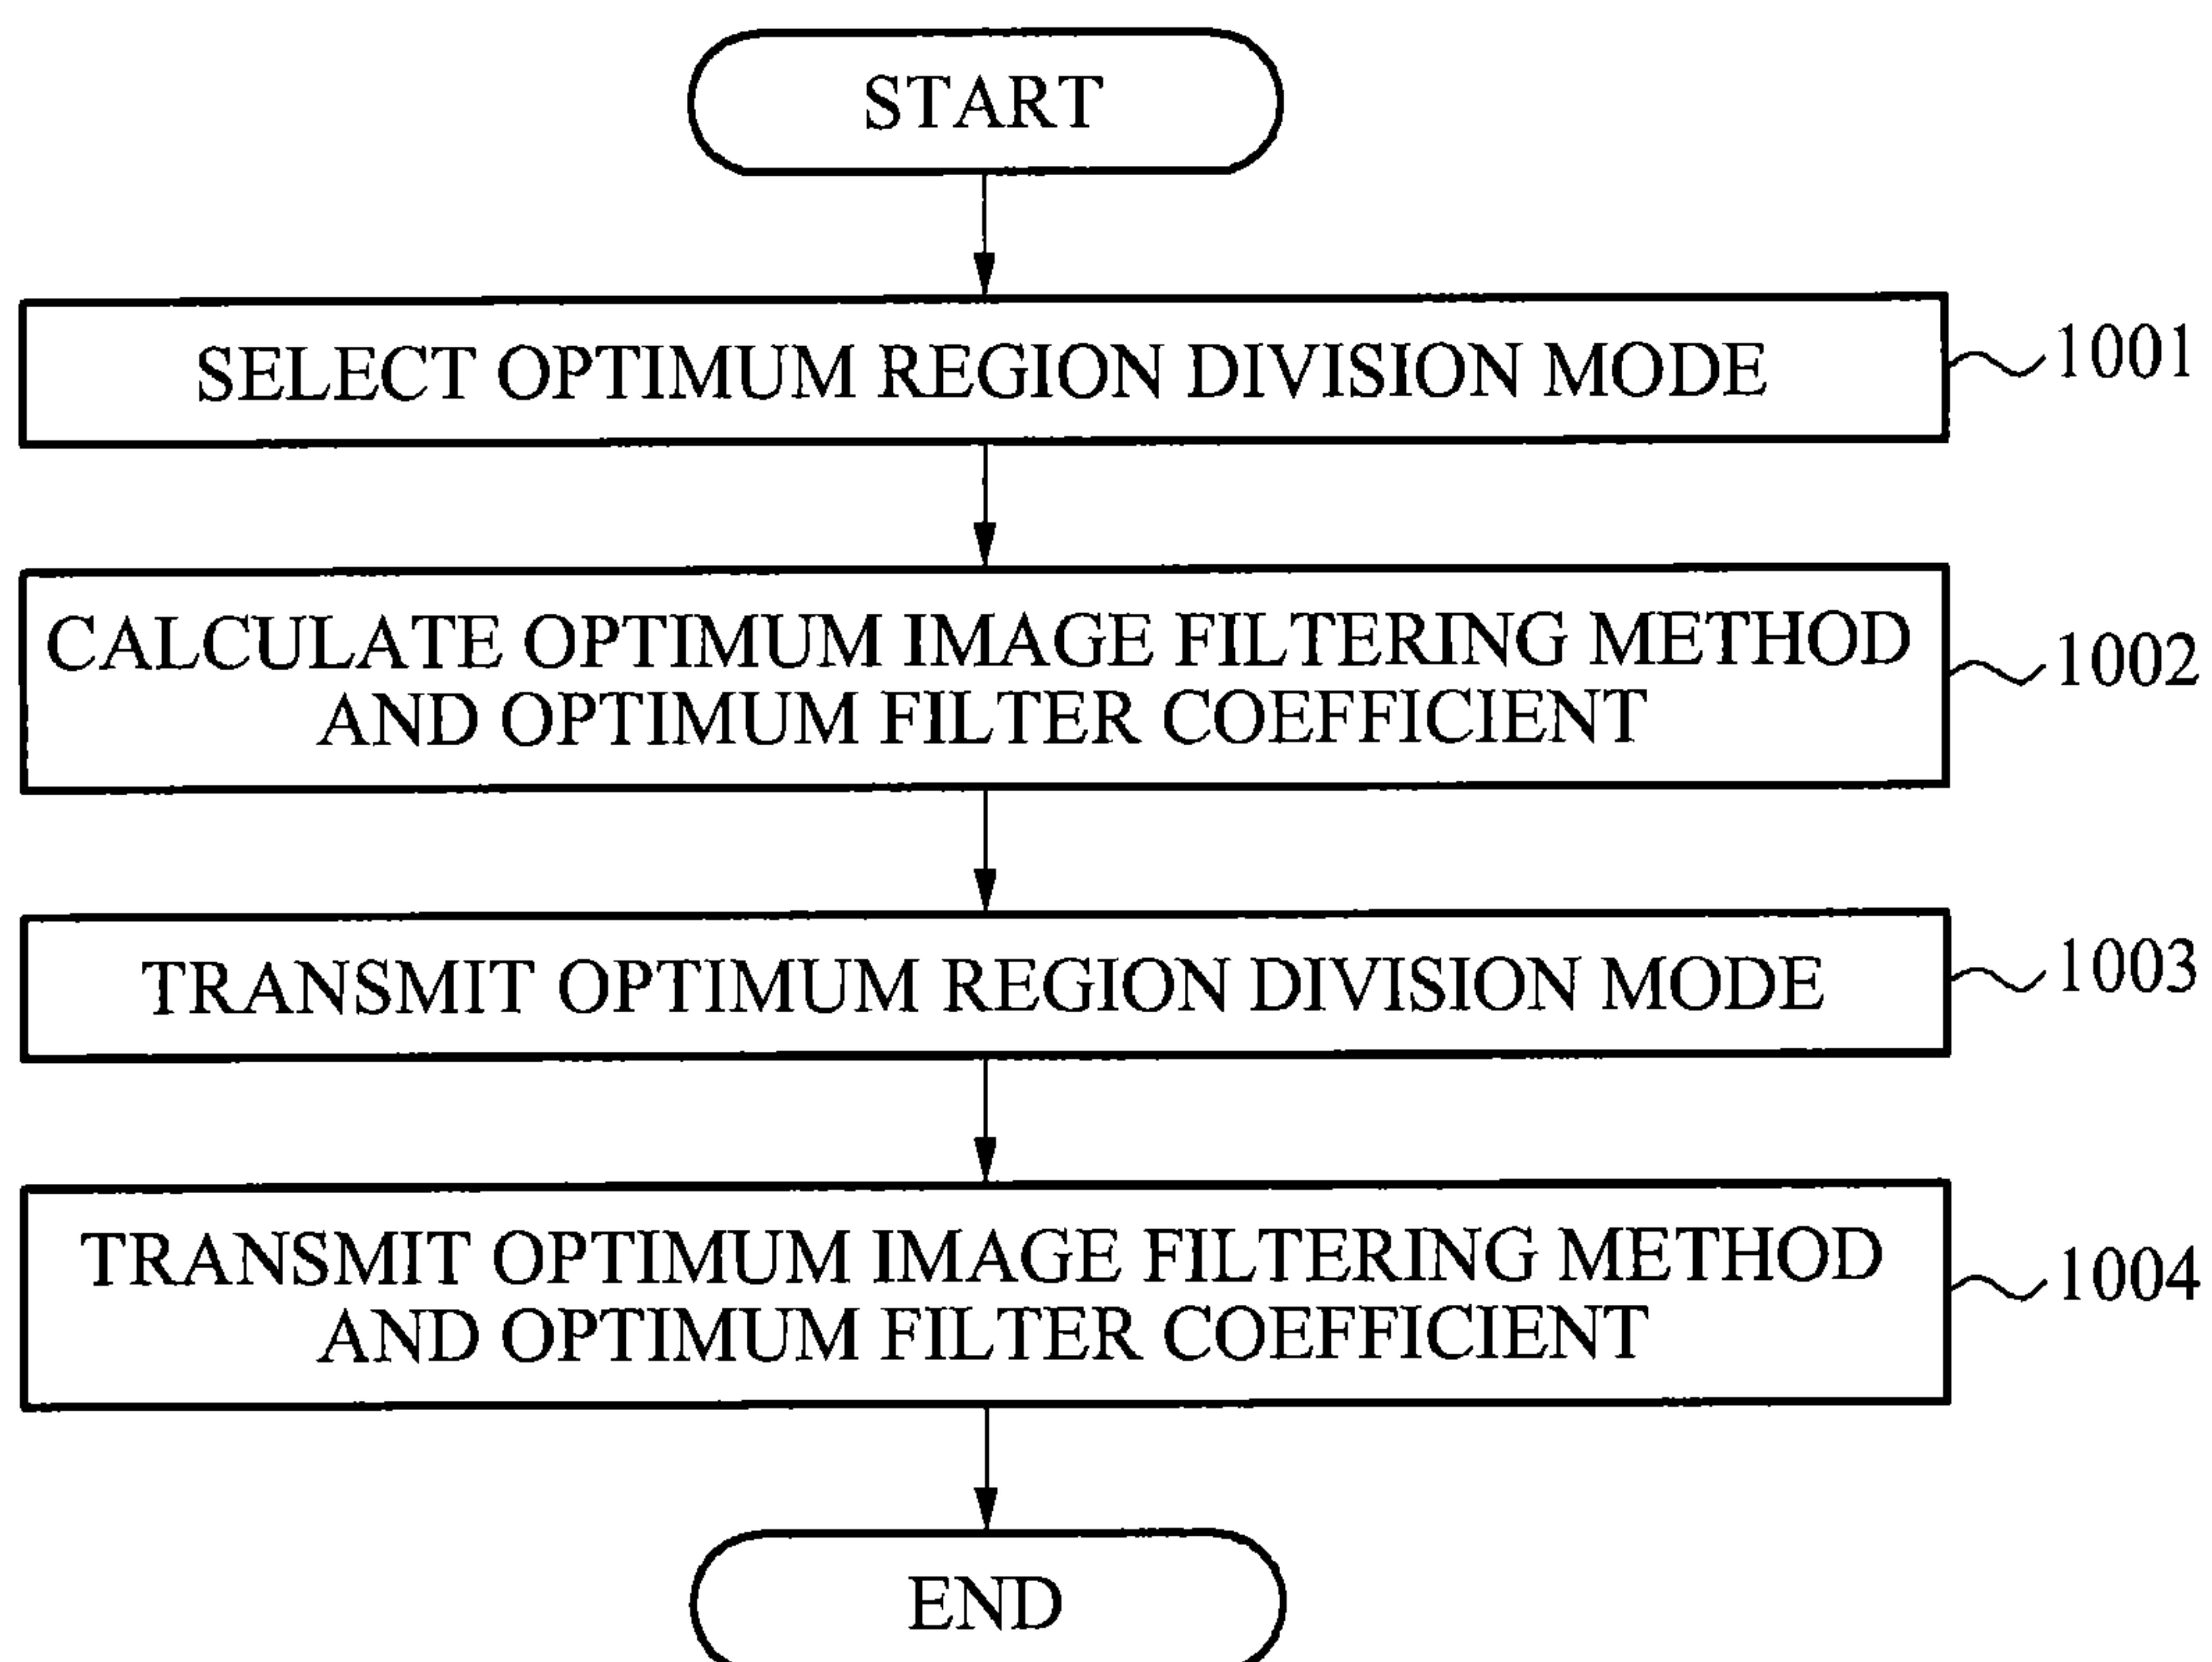 START
SELECT OPTIMUM REGION DIVISION MODE
1001
CALCULATE OPTIMUM IMAGE FILTERING METHOD
AND OPTIMUM FILTER COEFFICIENT
1002
TRANSMIT OPTIMUM REGION DIVISION MODE
1003
TRANSMIT OPTIMUM IMAGE FILTERING METHOD
AND OPTIMUM FILTER COEFFICIENT
1004
END